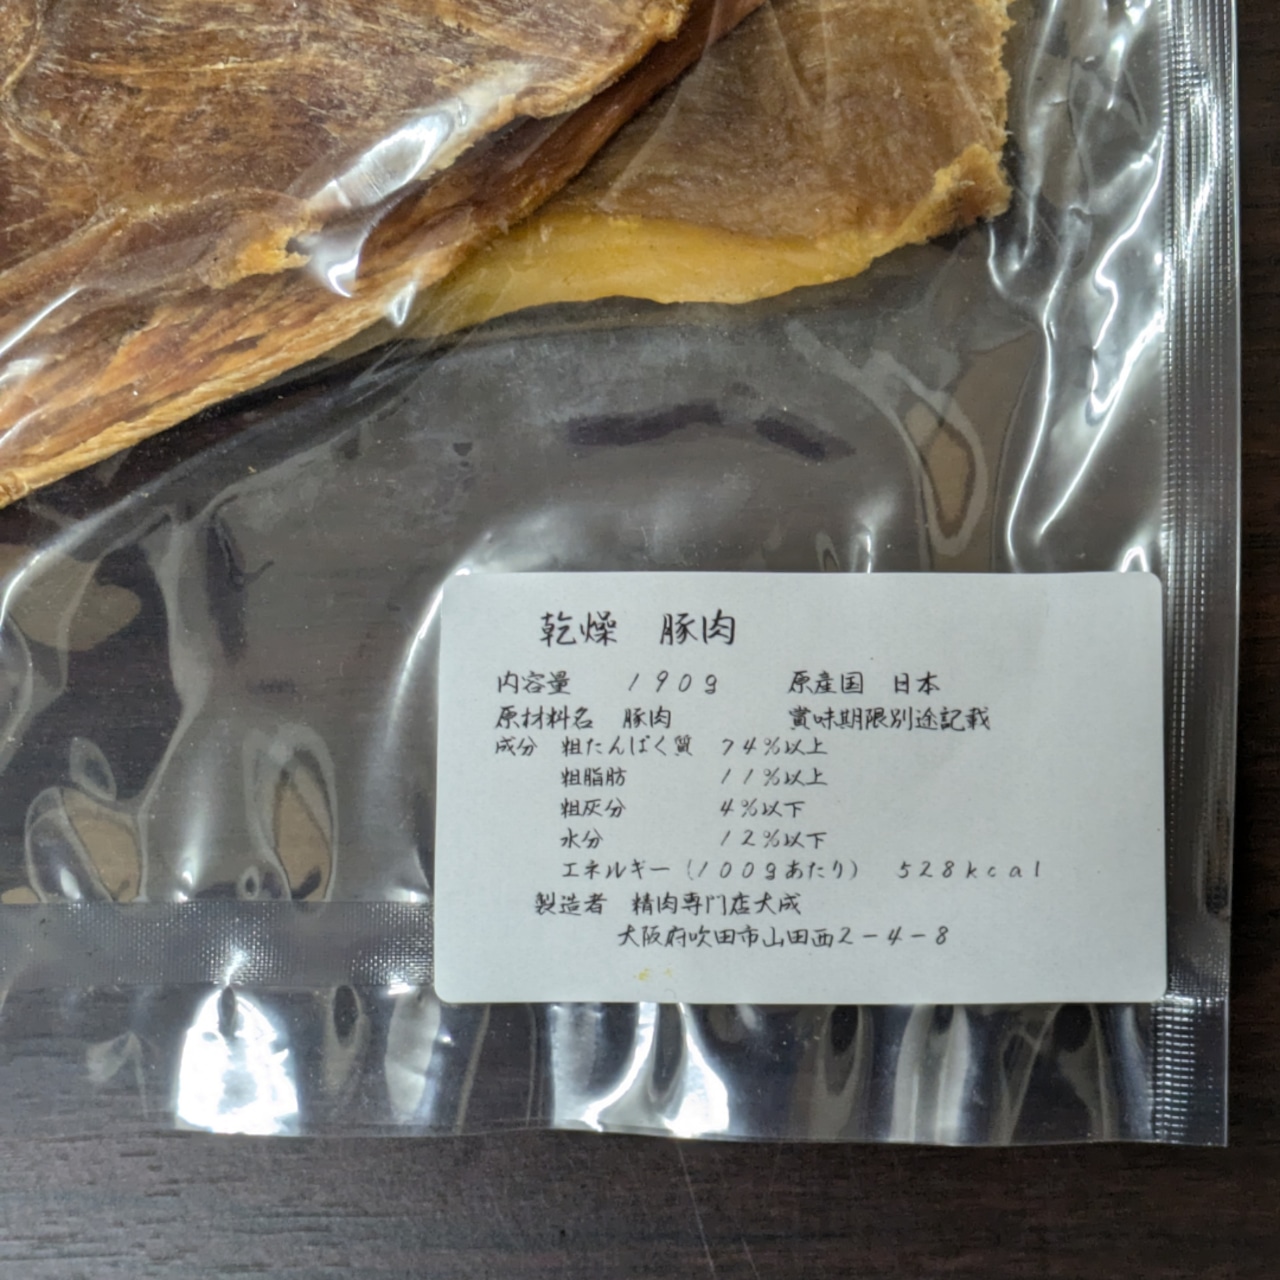 乾燥 豚肉
内容量 190g 原産国 日本
原材料名 豚肉 賞味期限別途記載
成分 粗たんぱく質 74%以上
粗脂肪 11%以上
粗灰分 4%以下
水分 12%以下
エネルギー(100gあたり) 528kcal
製造者 精肉専門店大成
大阪府吹田市山田西2-4-8